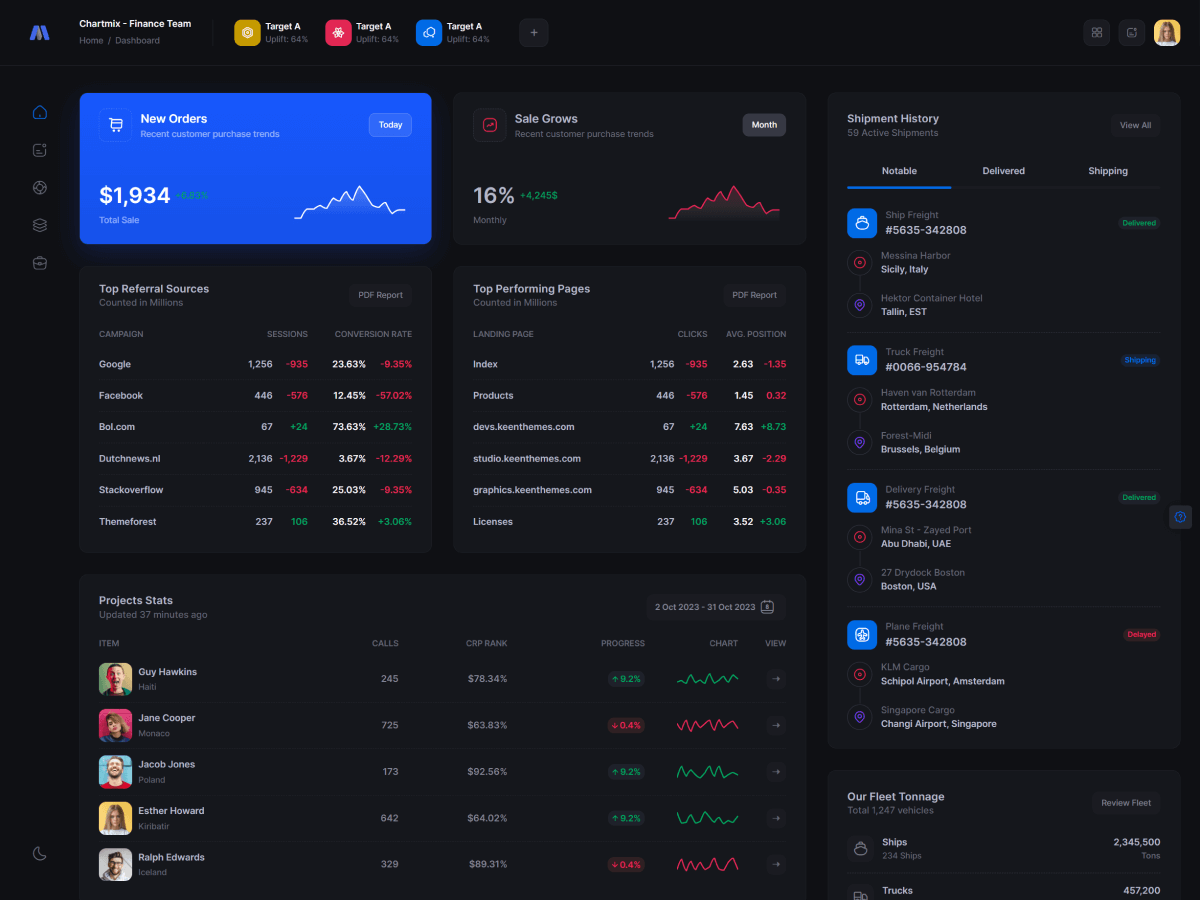 Chartmix - Finance Team
Home / Dashboard
Target A
Uplift: 64%
Target A
Uplift: 64%
Target A
Uplift: 64%
New Orders
Recent customer purchase trends
Today
$1,934 +6,83%
Total Sale
Sale Grows
Recent customer purchase trends
Month
16% +4,245$
Monthly
Top Referral Sources
Counted in Millions
PDF Report
CAMPAIGN SESSIONS CONVERSION RATE
Google 1,256 -935 23.63% -9.35%
Facebook 446 -576 12.45% -57.02%
Bol.com 67 +24 73.63% +28.73%
Dutchnews.nl 2,136 -1,229 3.67% -12.29%
Stackoverflow 945 -634 25.03% -9.35%
Themeforest 237 106 36.52% +3.06%
Top Performing Pages
Counted in Millions
PDF Report
LANDING PAGE CLICKS AVG. POSITION
Index 1,256 -935 2.63 -1.35
Products 446 -576 1.45 0.32
devs.keenthemes.com 67 +24 7.63 +8.73
studio.keenthemes.com 2,136 -1,229 3.67 -2.29
graphics.keenthemes.com 945 -634 5.03 -0.35
Licenses 237 106 3.52 +3.06
Projects Stats
Updated 37 minutes ago
2 Oct 2023 - 31 Oct 2023
ITEM CALLS CRP RANK PROGRESS CHART VIEW
Guy Hawkins
Haiti
245 $78.34% 9.2%
Jane Cooper
Monaco
725 $63.83% 0.4%
Jacob Jones
Poland
173 $92.56% 9.2%
Esther Howard
Kiribatir
642 $64.02% 9.2%
Ralph Edwards
Iceland
329 $89.31% 0.4%
Shipment History
59 Active Shipments
View All
Notable Delivered Shipping
Ship Freight
#5635-342808
Delivered
Messina Harbor
Sicily, Italy
Hektor Container Hotel
Tallin, EST
Truck Freight
#0066-954784
Shipping
Haven van Rotterdam
Rotterdam, Netherlands
Forest-Midi
Brussels, Belgium
Delivery Freight
#5635-342808
Delivered
Mina St - Zayed Port
Abu Dhabi, UAE
27 Drydock Boston
Boston, USA
Plane Freight
#5635-342808
Delayed
KLM Cargo
Schipol Airport, Amsterdam
Singapore Cargo
Changi Airport, Singapore
Our Fleet Tonnage
Total 1,247 vehicles
Review Fleet
Ships
234 Ships
2,345,500
Tons
Trucks
457,200